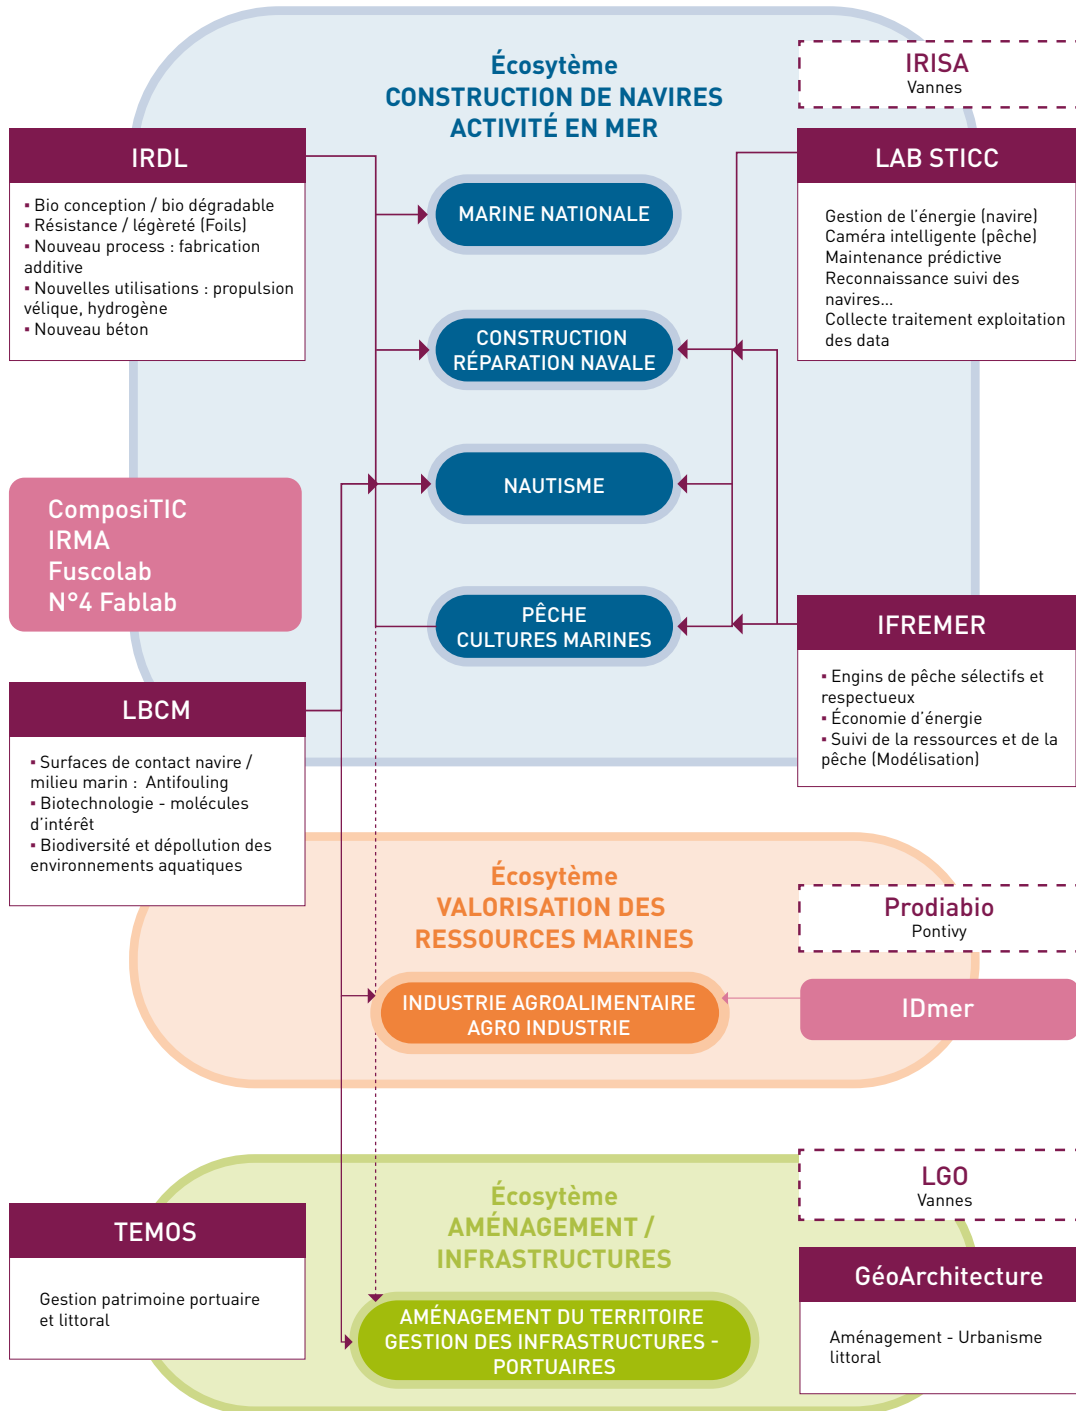 Écosytème
CONSTRUCTION DE NAVIRES
ACTIVITÉ EN MER
IRISA
Vannes
IRDL
▪ Bio conception / bio dégradable
▪ Résistance / légèreté (Foils)
▪ Nouveau process : fabrication
additive
▪ Nouvelles utilisations : propulsion
vélique, hydrogène
▪ Nouveau béton
LAB STICC
Gestion de l'énergie (navire)
Caméra intelligente (pêche)
Maintenance prédictive
Reconnaissance suivi des
navires...
Collecte traitement exploitation
des data
MARINE NATIONALE
CONSTRUCTION
RÉPARATION NAVALE
NAUTISME
PÊCHE
CULTURES MARINES
ComposiTIC
IRMA
Fuscolab
N°4 Fablab
IFREMER
▪ Engins de pêche sélectifs et
respectueux
▪ Économie d'énergie
▪ Suivi de la ressources et de la
pêche (Modélisation)
LBCM
▪ Surfaces de contact navire /
milieu marin : Antifouling
▪ Biotechnologie - molécules
d'intérêt
▪ Biodiversité et dépollution des
environnements aquatiques
Écosytème
VALORISATION DES
RESSOURCES MARINES
Prodiabio
Pontivy
INDUSTRIE AGROALIMENTAIRE
AGRO INDUSTRIE
IDmer
Écosytème
AMÉNAGEMENT /
INFRASTRUCTURES
LGO
Vannes
TEMOS
Gestion patrimoine portuaire
et littoral
GéoArchitecture
Aménagement - Urbanisme
littoral
AMÉNAGEMENT DU TERRITOIRE
GESTION DES INFRASTRUCTURES -
PORTUAIRES